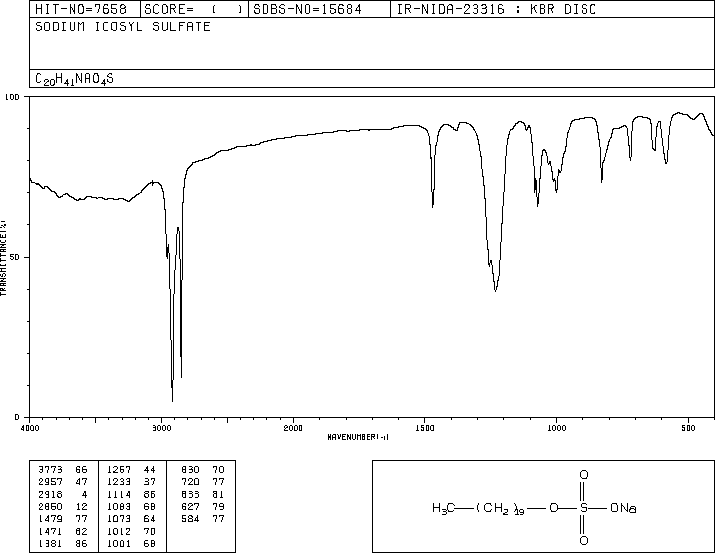 HIT-NO=7658 SCORE= ( ) SDBS-NO=15684 IR-NIDA-23316 : KBR DISC
SODIUM ICOSYL SULFATE
C20H41NAO4S
100
TRANSMITTANCE(%)
50
0
4000 3000 2000 1500 1000 500
WAVENUMBER(-1)
3773 66 1267 44 830 70
2957 47 1233 37 720 77
2918 4 1114 86 633 81
2850 12 1083 68 627 79
1479 77 1073 64 584 77
1471 62 1012 70
1381 86 1001 68
O
H3C—(CH2)19—O—S—ONa
O